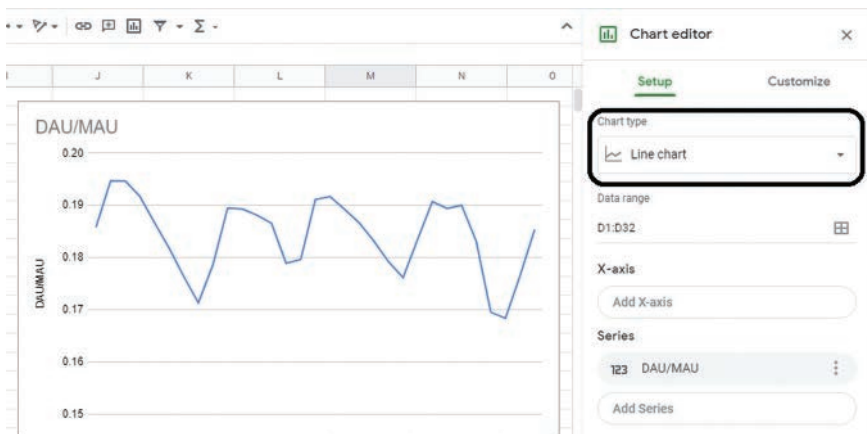 Chart editor
J K L M N O
Setup Customize
DAU/MAU
0.20
0.19
0.18
0.17
0.16
0.15
DAU/MAU
Chart type
Line chart
Data range
D1:D32
X-axis
Add X-axis
Series
123 DAU/MAU
Add Series